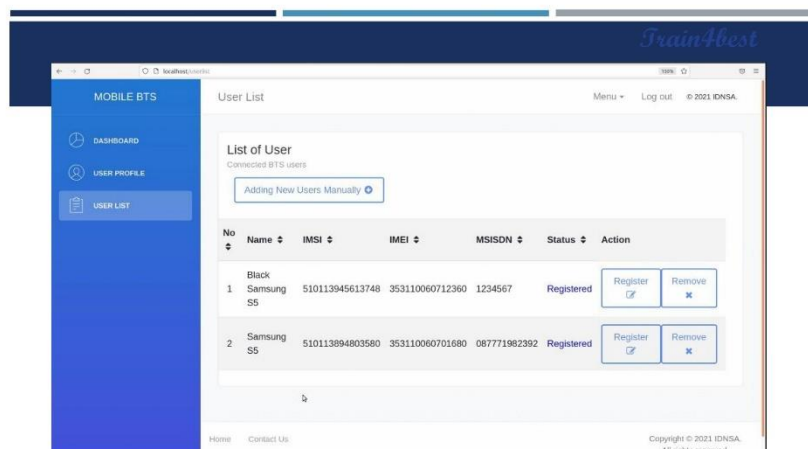 Train4best
localhost/userlist
100%
MOBILE BTS
User List
Menu
Log out
© 2021 IDNSA.
DASHBOARD
USER PROFILE
USER LIST
List of User
Connected BTS users
Adding New Users Manually
No Name IMSI IMEI MSISDN Status Action
1 Black Samsung S5 510113945613748 353110060712360 1234567 Registered Register Remove
2 Samsung S5 510113894803580 353110060701680 087771982392 Registered Register Remove
Home Contact Us
Copyright © 2021 IDNSA.